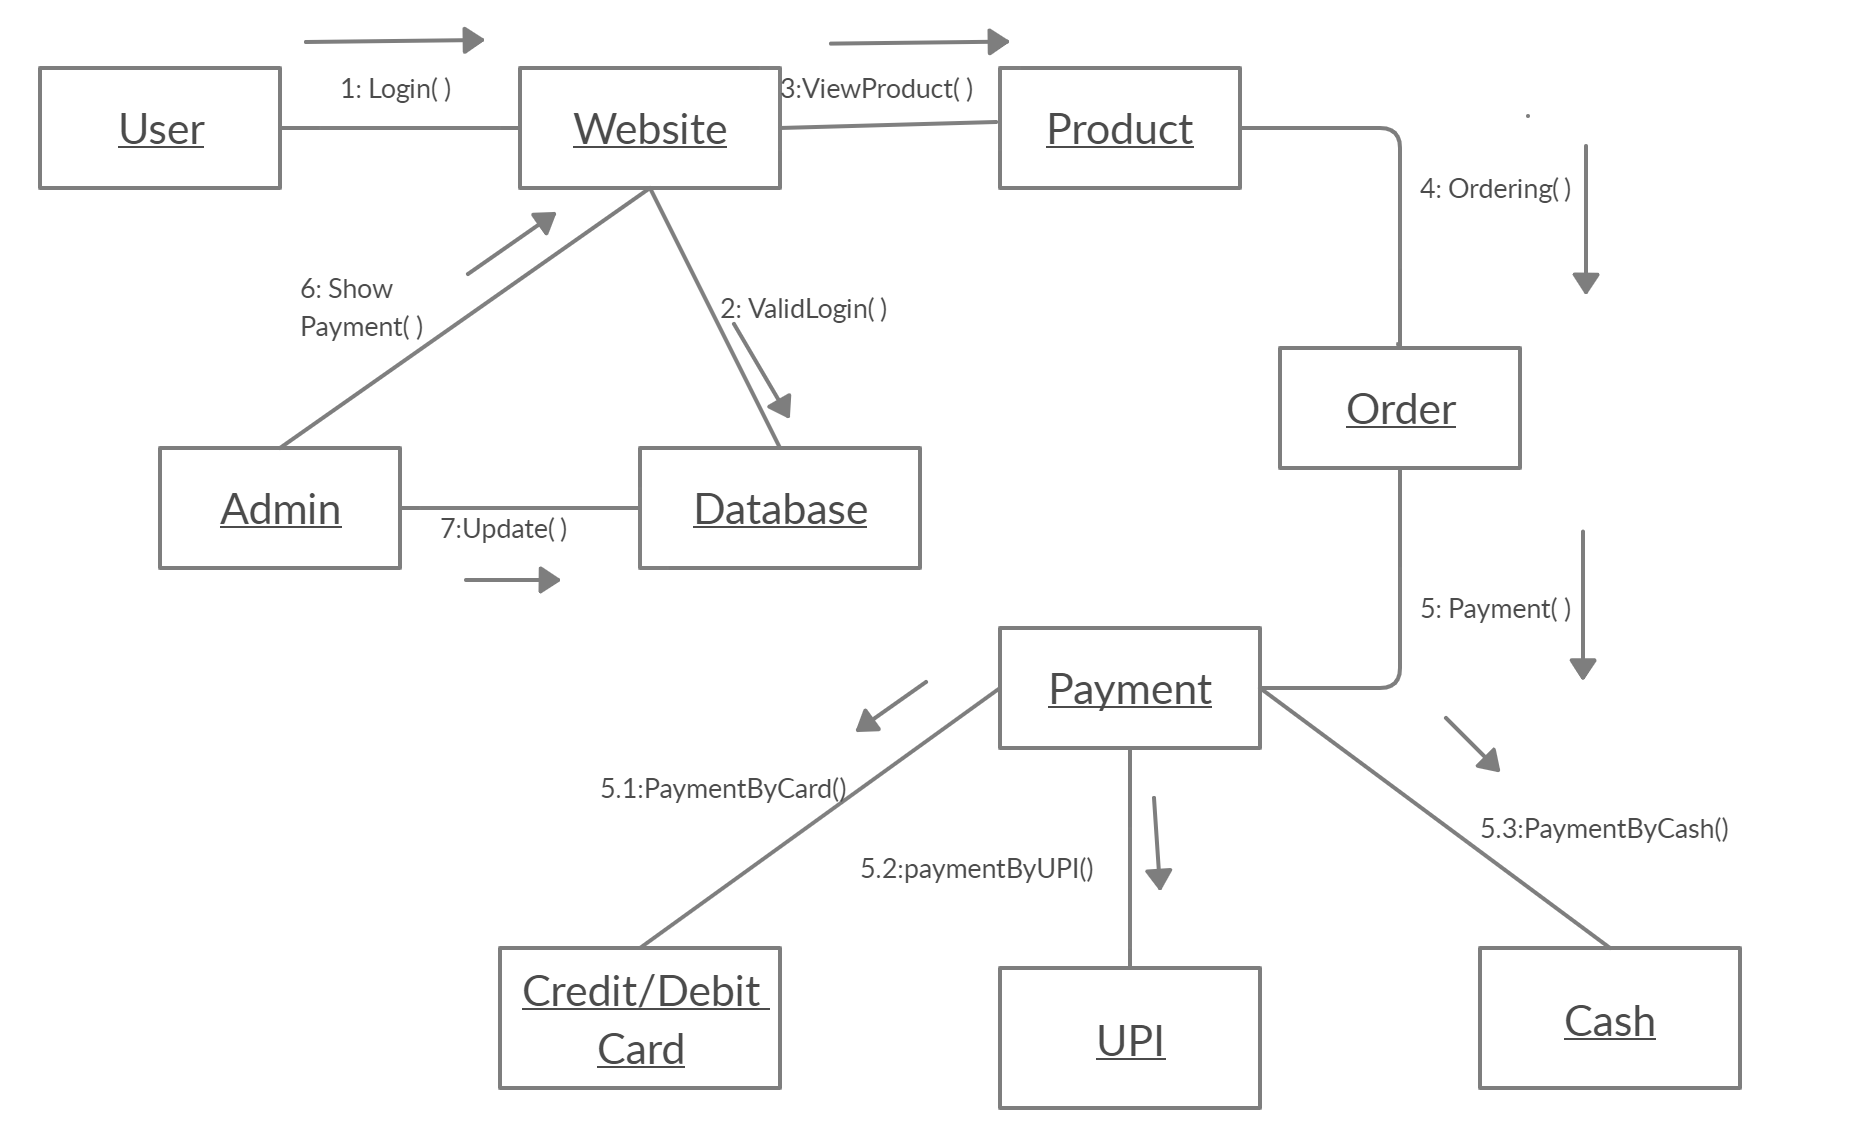 1: Login( )
3:ViewProduct( )
User
Website
Product
4: Ordering( )
6: Show
Payment( )
2: ValidLogin( )
Order
Admin
Database
7:Update( )
5: Payment( )
Payment
5.1:PaymentByCard()
5.2:paymentByUPI()
5.3:PaymentByCash()
Credit/Debit
Card
UPI
Cash